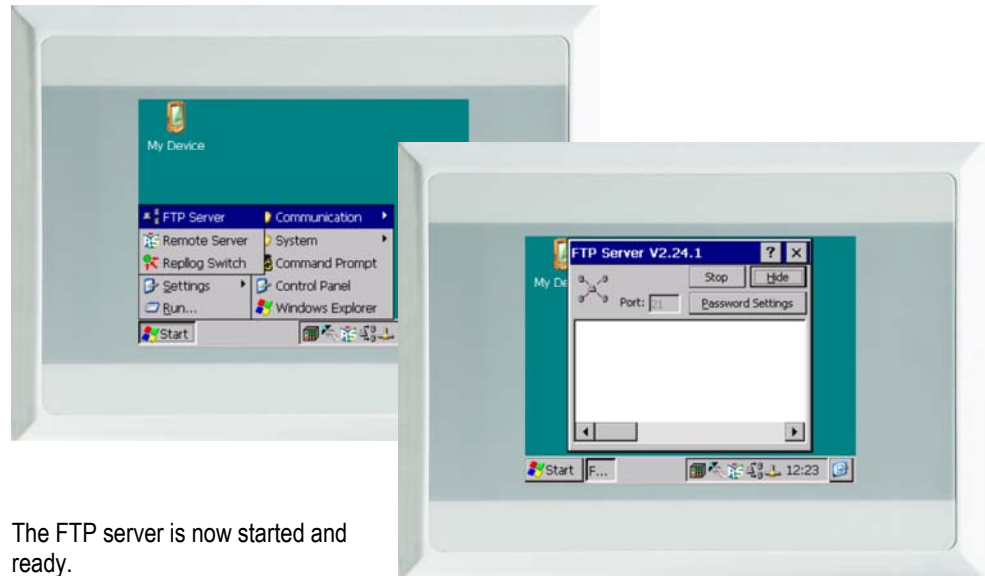 My Device
FTP Server
Communication
Remote Server
System
Repllog Switch
Command Prompt
Settings
Control Panel
Run...
Windows Explorer
Start
FTP Server V2.24.1
? ×
My De
Stop
Hide
Port: 21
Password Settings
Start
F...
12:23
The FTP server is now started and
ready.